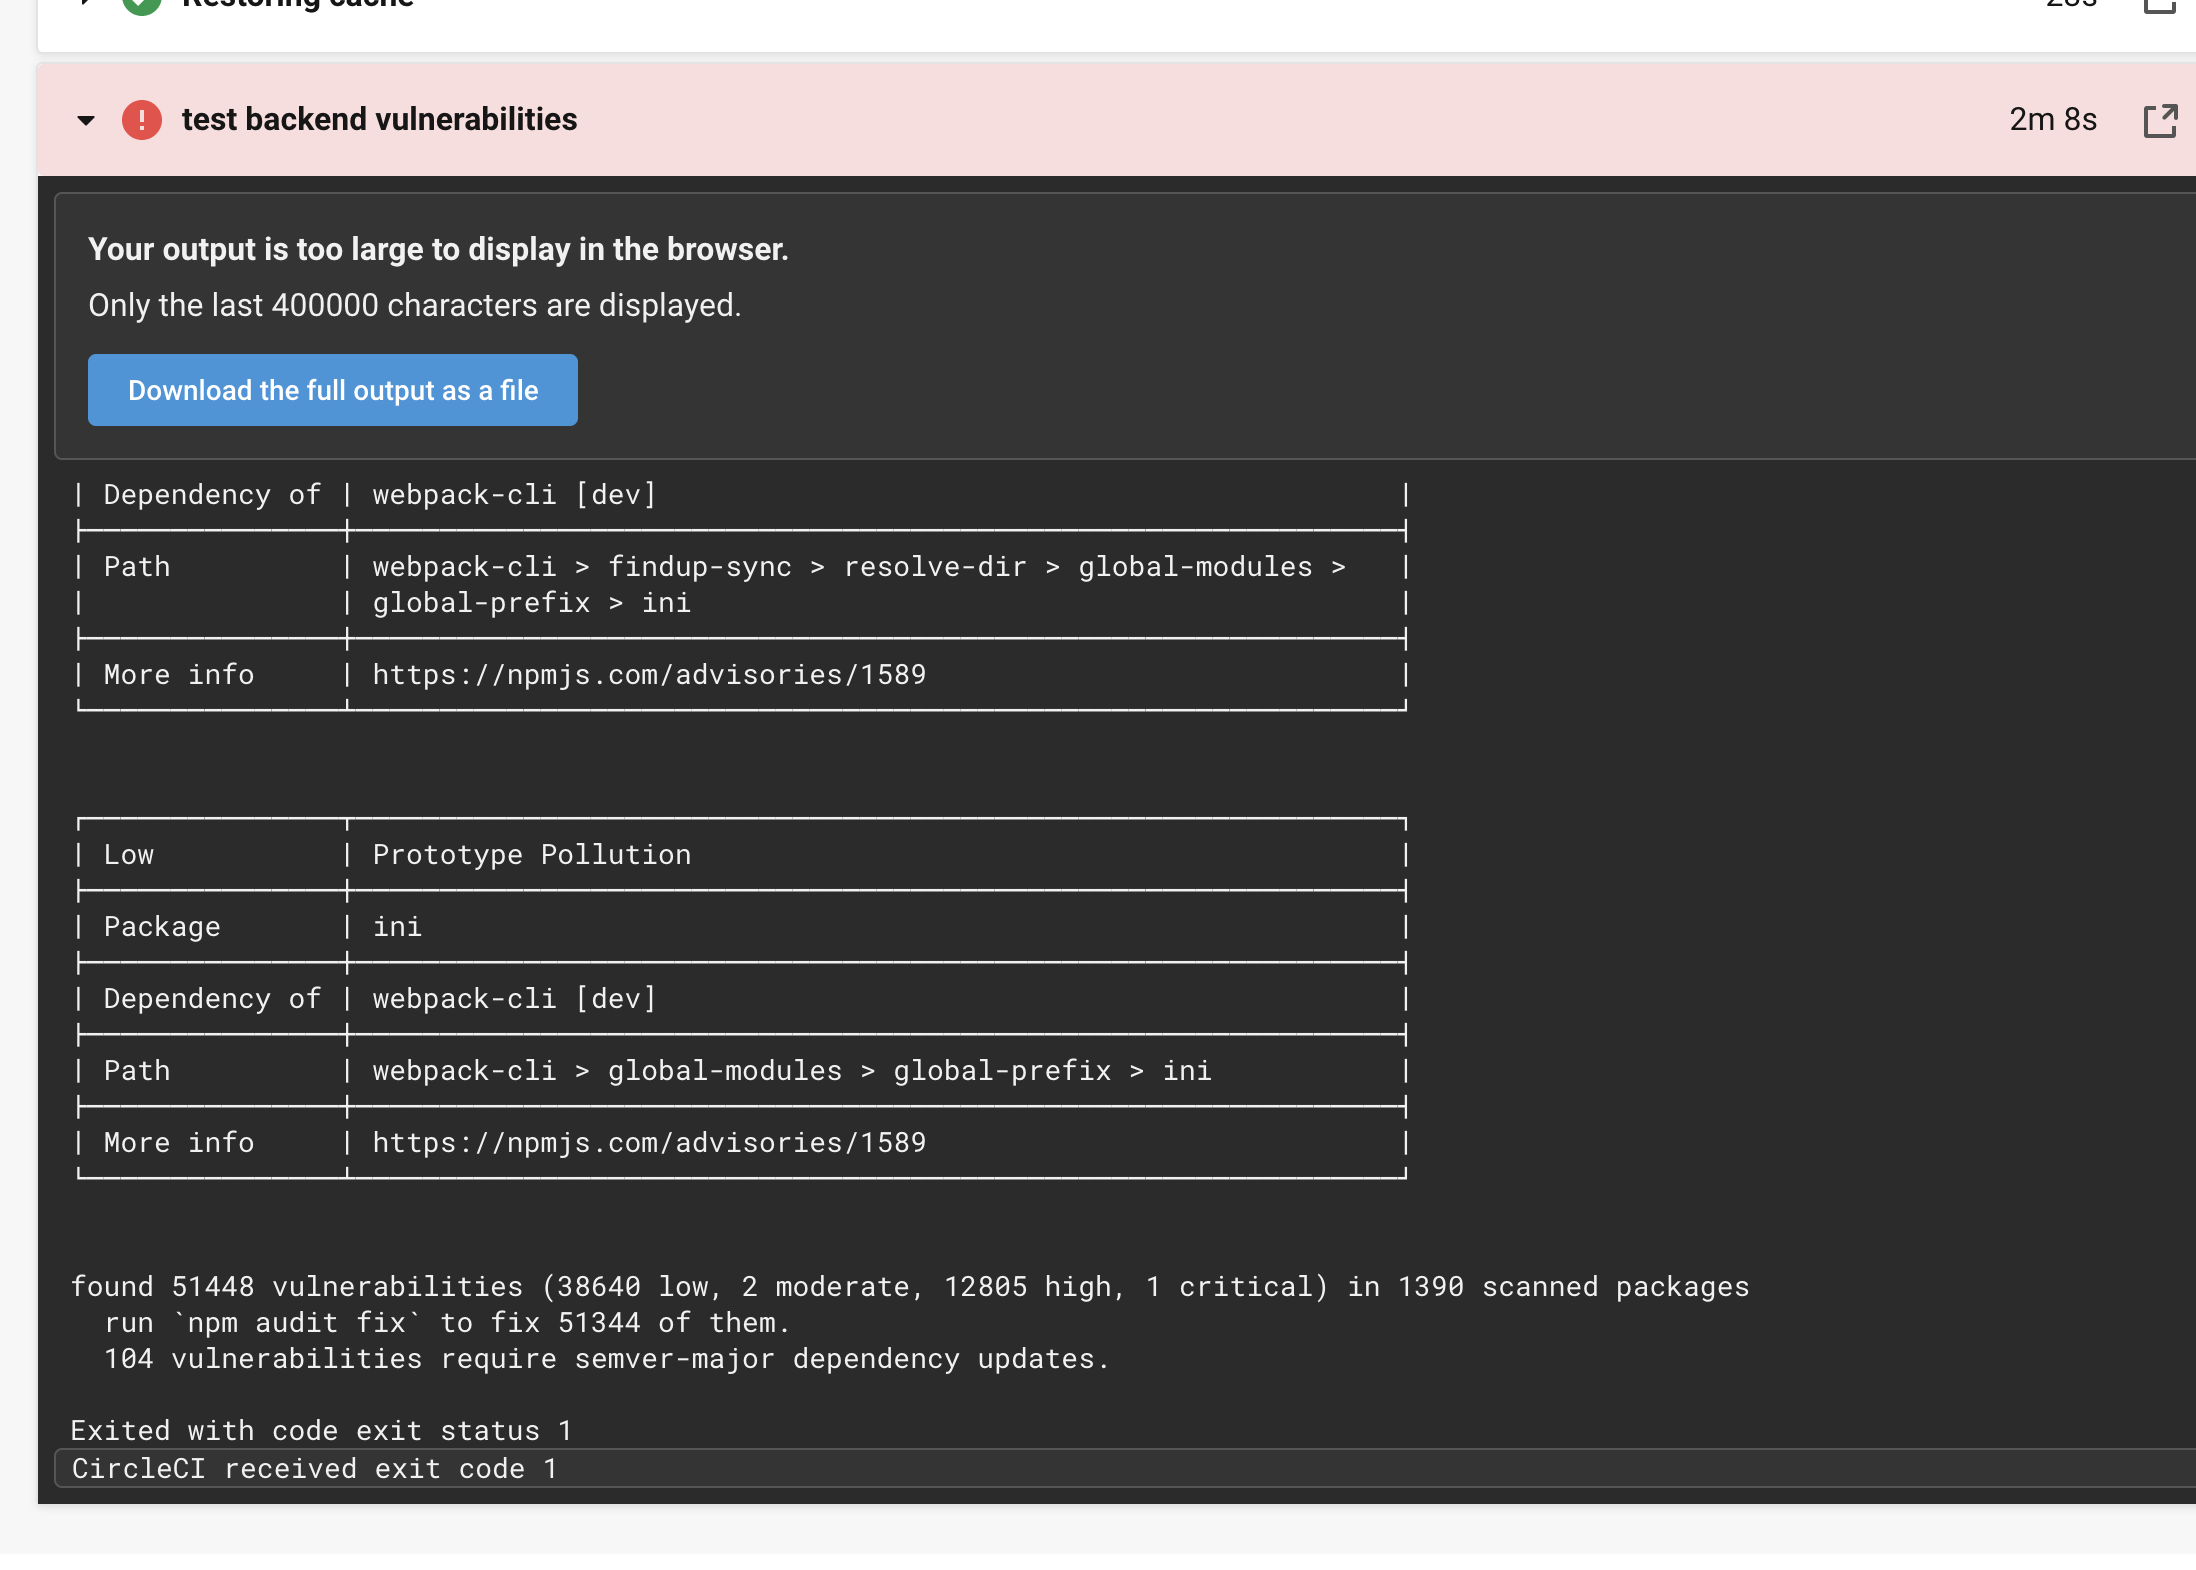 Restoring cache 28s
test backend vulnerabilities 2m 8s
Your output is too large to display in the browser.
Only the last 400000 characters are displayed.
Download the full output as a file
| Dependency of | webpack-cli [dev] |
| Path | webpack-cli > findup-sync > resolve-dir > global-modules > |
| | global-prefix > ini |
| More info | https://npmjs.com/advisories/1589 |
| Low | Prototype Pollution |
| Package | ini |
| Dependency of | webpack-cli [dev] |
| Path | webpack-cli > global-modules > global-prefix > ini |
| More info | https://npmjs.com/advisories/1589 |
found 51448 vulnerabilities (38640 low, 2 moderate, 12805 high, 1 critical) in 1390 scanned packages
run `npm audit fix` to fix 51344 of them.
104 vulnerabilities require semver-major dependency updates.
Exited with code exit status 1
CircleCI received exit code 1